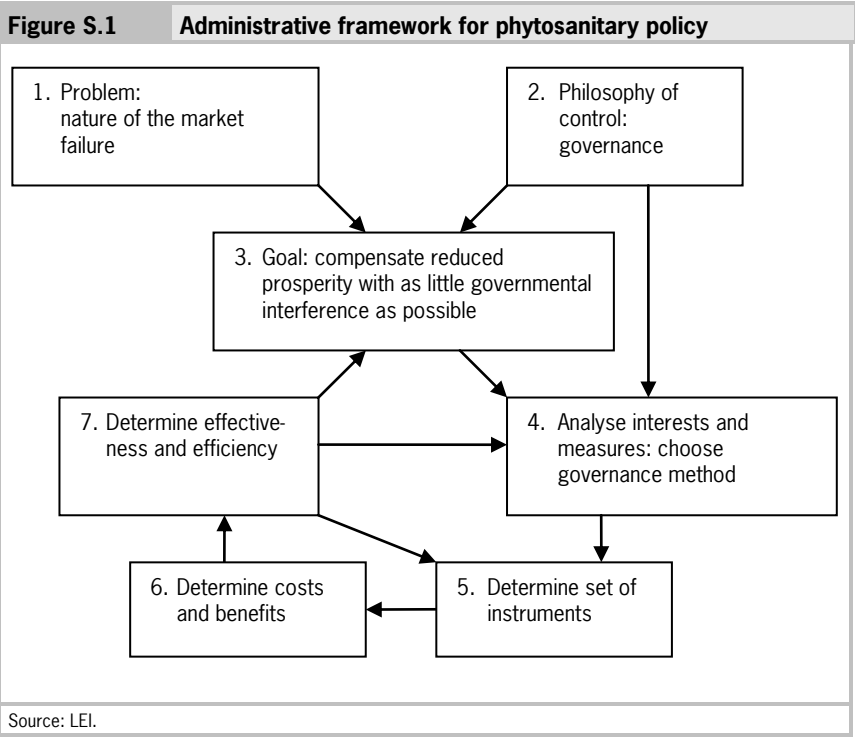 Figure S.1 Administrative framework for phytosanitary policy
1. Problem:
nature of the market
failure
2. Philosophy of
control:
governance
3. Goal: compensate reduced
prosperity with as little governmental
interference as possible
7. Determine effective-
ness and efficiency
4. Analyse interests and
measures: choose
governance method
6. Determine costs
and benefits
5. Determine set of
instruments
Source: LEI.